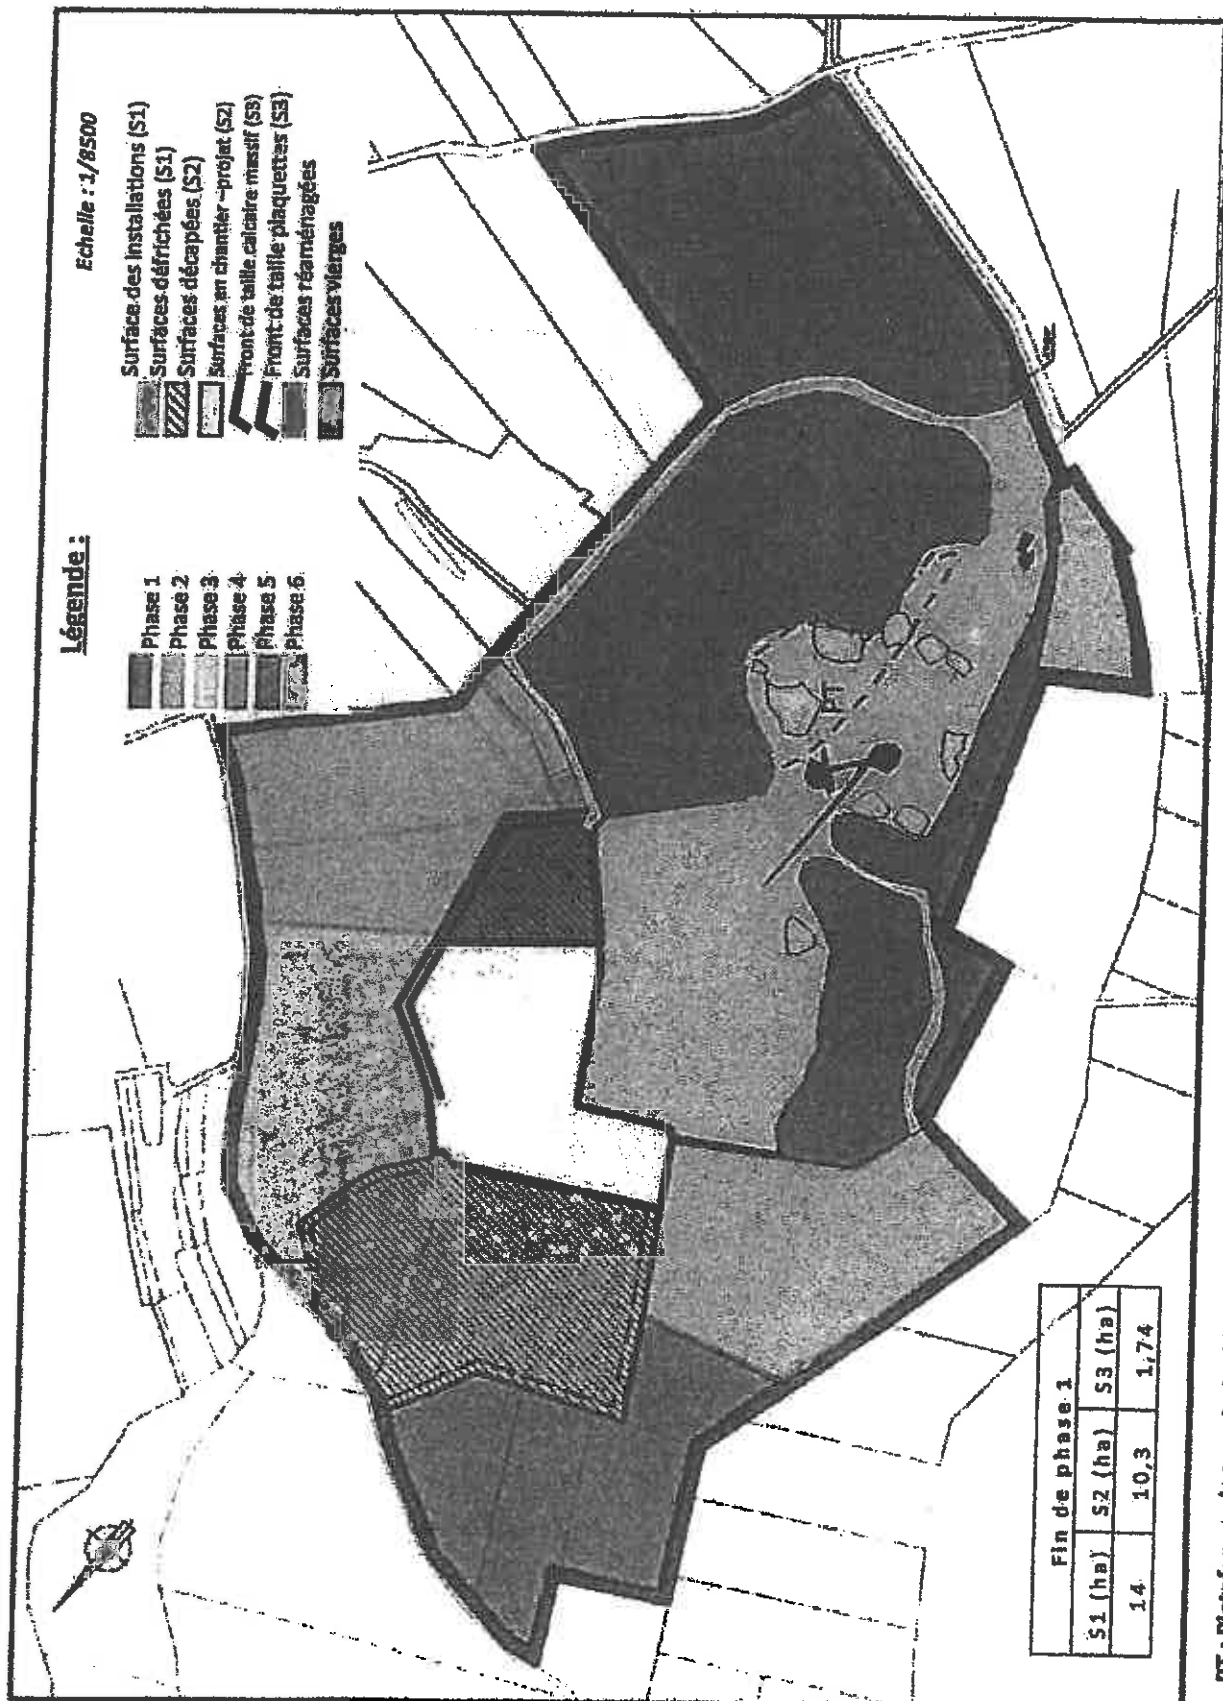 Echelle : 1/8500
Légende :
Phase 1
Phase 2
Phase 3
Phase 4
Phase 5
Phase 6
Surface des installations (S1)
Surfaces défrichées (S1)
Surfaces décapées (S2)
Surfaces en chantier –projet (S2)
Front de taille calcaire massif (S3)
Front de taille plaquettes (S3)
Surfaces réaménagées
Surfaces vierges
PT
Fin de phase 1
S1 (ha) S2 (ha) S3 (ha)
14 10,3 1,74